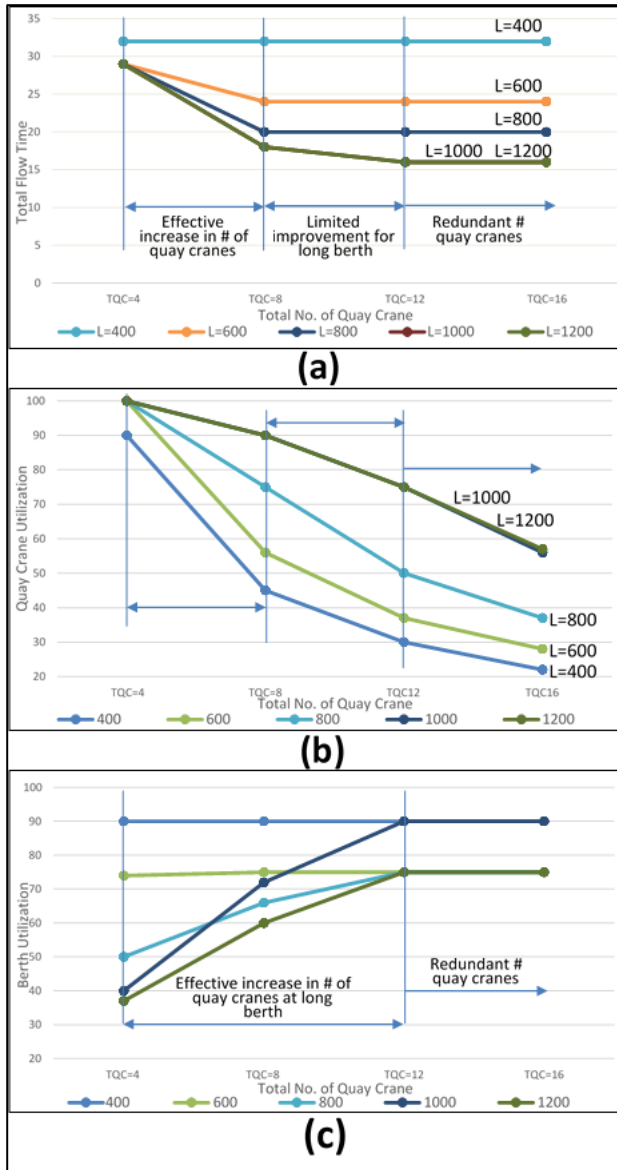 35
30
25
20
15
10
5
0
Total Flow Time
L=400
L=600
L=800
L=1000 L=1200
Effective
increase in # of
quay cranes
Limited
improvement for
long berth
Redundant #
quay cranes
TQC=4 TQC=8 TQC=12 TQC=16
Total No. of Quay Crane
L=400 L=600 L=800 L=1000 L=1200
(a)
100
90
80
70
60
50
40
30
20
Quay Crane Utilization
L=1000
L=1200
L=800
L=600
L=400
TQC=4 TQC=8 TQC12 TQC16
Total No. of Quay Crane
400 600 800 1000 1200
(b)
100
90
80
70
60
50
40
30
20
Berth Utilization
Effective increase in # of
quay cranes at long
berth
Redundant #
quay cranes
TQC=4 TQC=8 TQC=12 TQC=16
Total No. of Quay Crane
400 600 800 1000 1200
(c)